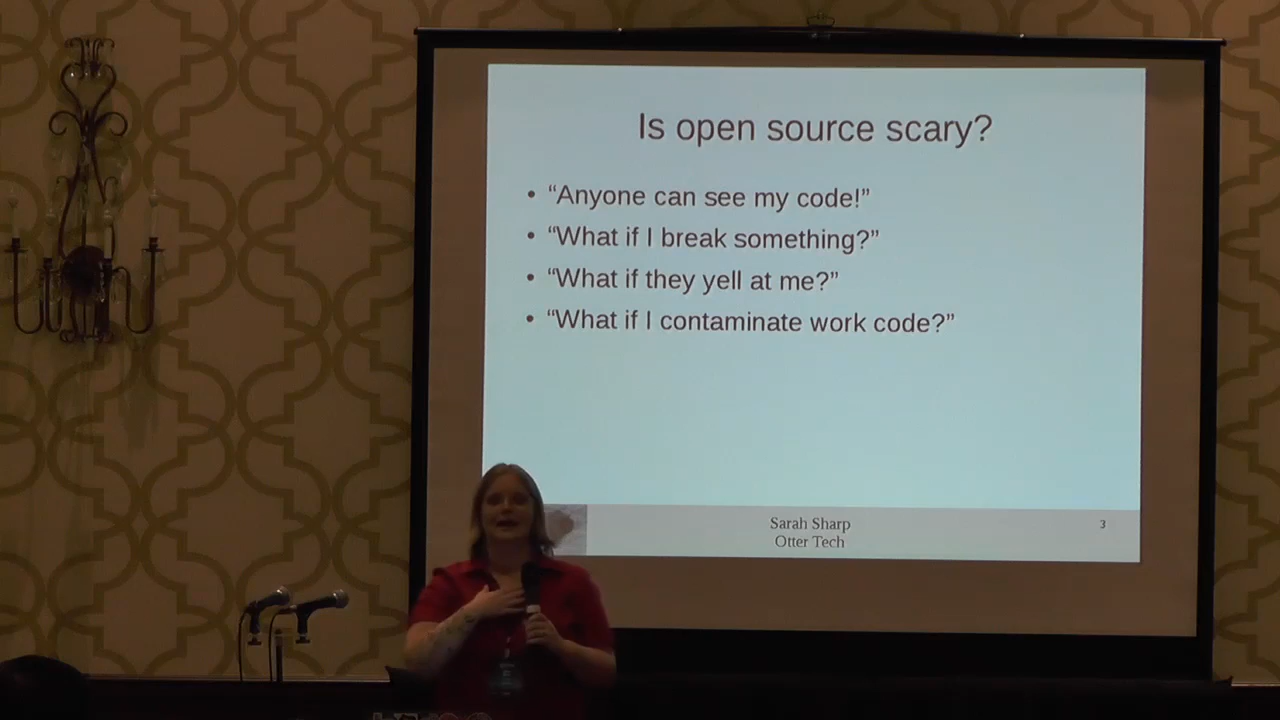 Is open source scary?
• “Anyone can see my code!”
• “What if I break something?”
• “What if they yell at me?”
• “What if I contaminate work code?”
Sarah Sharp
Otter Tech
3